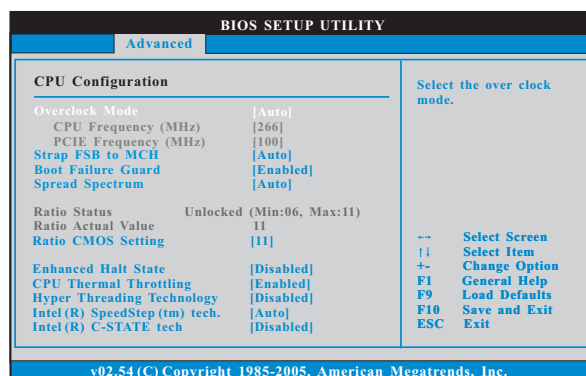 BIOS SETUP UTILITY
Advanced
CPU Configuration
Overclock Mode [Auto]
CPU Frequency (MHz) [266]
PCIE Frequency (MHz) [100]
Strap FSB to MCH [Auto]
Boot Failure Guard [Enabled]
Spread Spectrum [Auto]
Ratio Status Unlocked (Min:06, Max:11)
Ratio Actual Value 11
Ratio CMOS Setting [11]
Enhanced Halt State [Disabled]
CPU Thermal Throttling [Enabled]
Hyper Threading Technology [Disabled]
Intel (R) SpeedStep (tm) tech. [Auto]
Intel (R) C-STATE tech [Disabled]
Select the over clock
mode.
←→ Select Screen
↑↓ Select Item
+- Change Option
F1 General Help
F9 Load Defaults
F10 Save and Exit
ESC Exit
v02.54 (C) Copyright 1985-2005, American Megatrends, Inc.